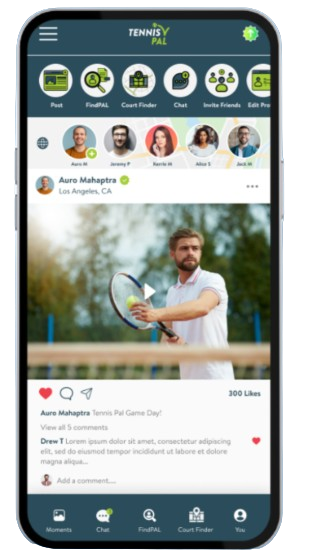 TENNIS
PAL
Post FindPAL Court Finder Chat Invite Friends Edit Pro
Auro M Jeremy P Kerrie M Alice Z Jack M
Auro Mahaptra
Los Angeles, CA
300 Likes
Auro Mahaptra Tennis Pal Game Day!
View all 5 comments
Drew T Lorem ipsum dolor sit amet, consectetur adipiscing
elit, sed do eiusmod tempor incididunt ut labore et dolore
magna aliqua...
Add a comment....
Moments Chat FindPAL Court Finder You